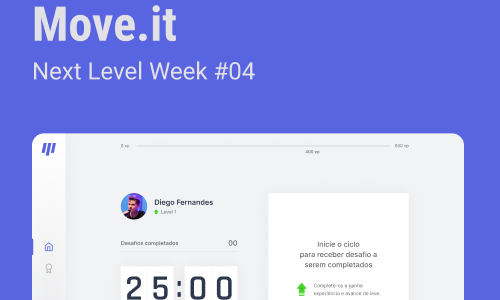 Move.it
Next Level Week #04
0 xp
600 xp
400 xp
Diego Fernandes
Level 1
Desafios completados
00
25:00
Inicie o ciclo
para receber desafio a
serem completados
Complete-os e ganhe
experiência e avance de leve.